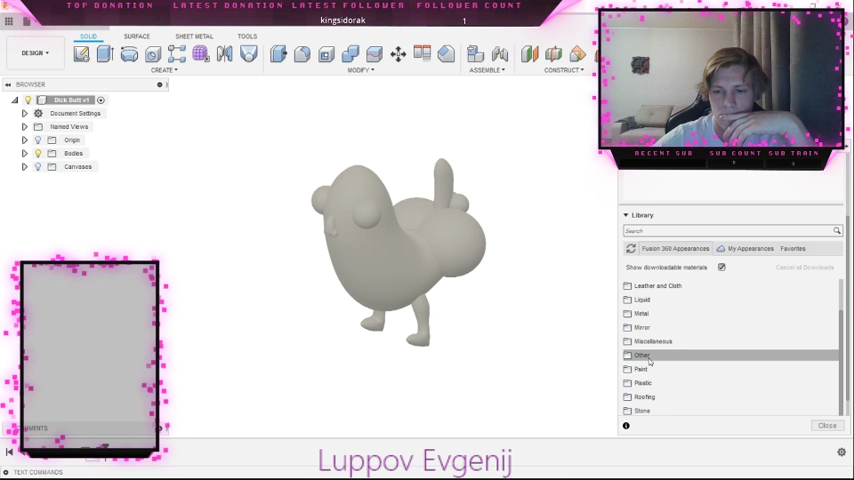 TOP DONATION LATEST DONATION LATEST FOLLOWER FOLLOWER COUNT
kingsidorak 1
SOLID SURFACE SHEET METAL TOOLS
DESIGN
CREATE MODIFY ASSEMBLE CONSTRUCT
BROWSER
Dick Butt v1
Document Settings
Named Views
Origin
Bodies
Canvases
RECENT SUB SUB COUNT SUB TRAIN
Library
Search
Fusion 360 Appearances My Appearances Favorites
Show downloadable materials Cancel all Downloads
Leather and Cloth
Liquid
Metal
Mirror
Miscellaneous
Other
Paint
Plastic
Roofing
Stone
Close
Luppov Evgenij
TEXT COMMANDS